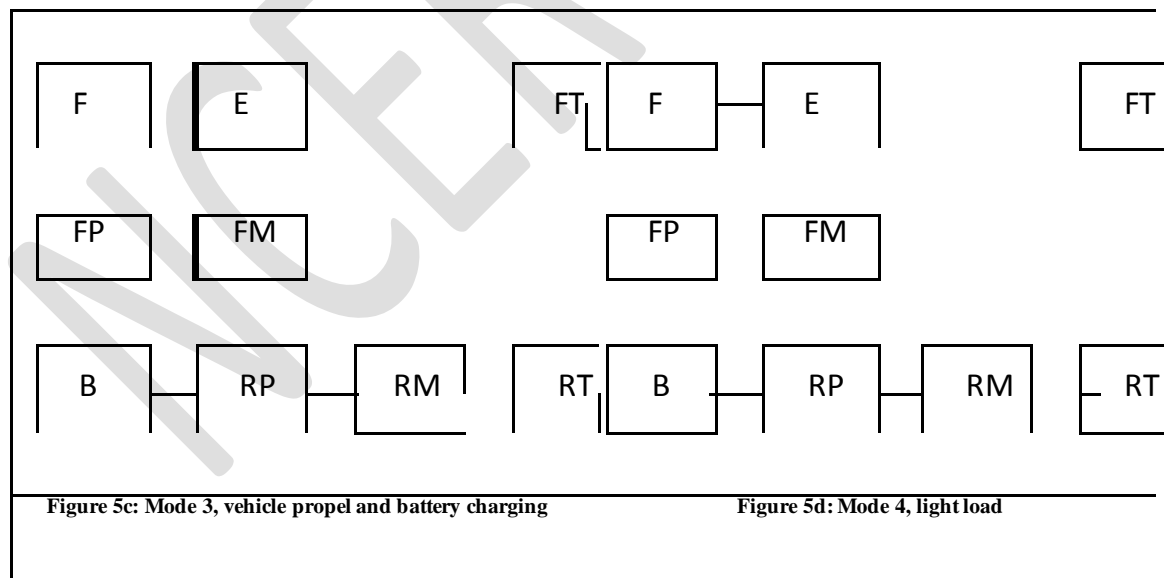 F E FT F E FT
FP FM FP FM
B RP RM RT B RP RM RT
Figure 5c: Mode 3, vehicle propel and battery charging Figure 5d: Mode 4, light load